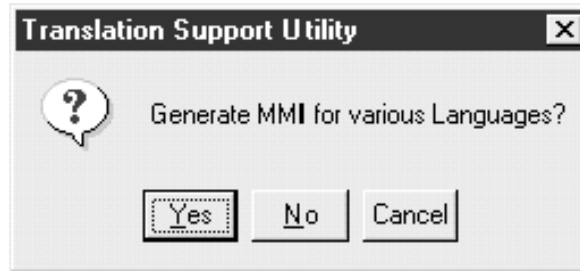 Translation Support Utility
?
Generate MMI for various Languages?
Yes No Cancel